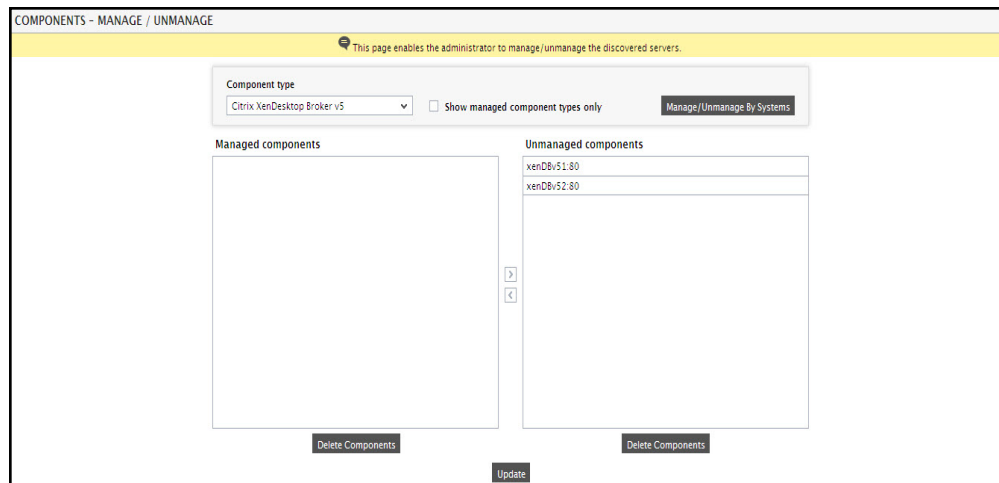 COMPONENTS - MANAGE / UNMANAGE
This page enables the administrator to manage/unmanage the discovered servers.
Component type
Citrix XenDesktop Broker v5
Show managed component types only
Manage/Unmanage By Systems
Managed components
Unmanaged components
xenDBv51:80
xenDBv52:80
>
<
Delete Components
Delete Components
Update